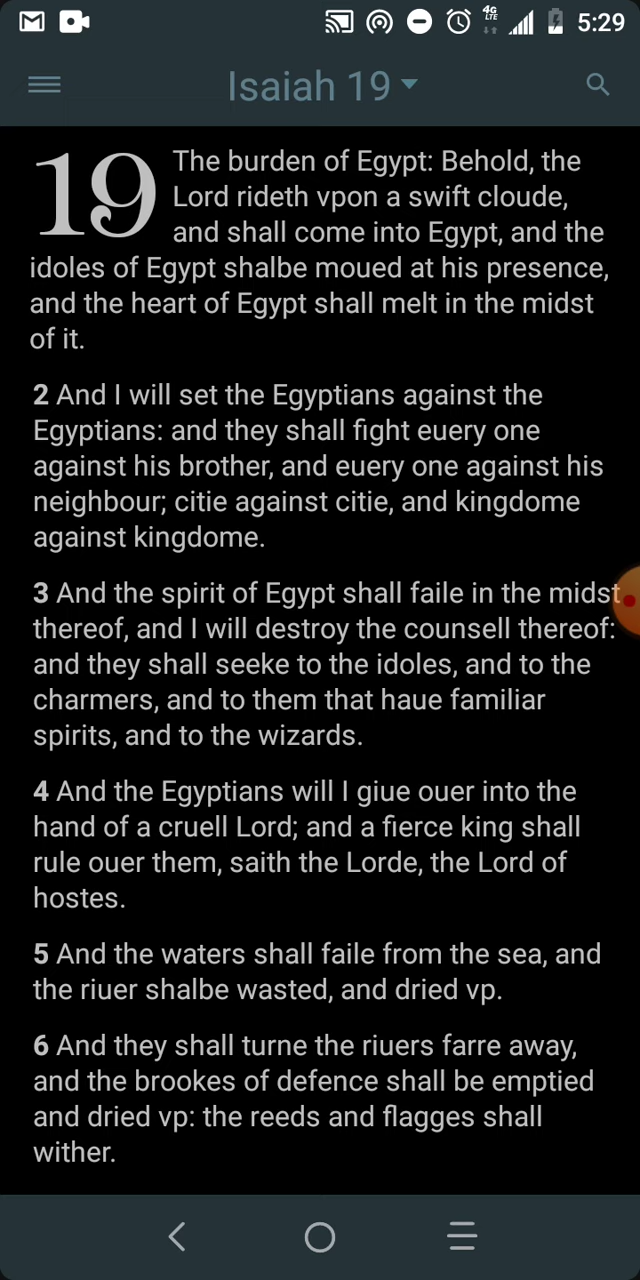 4G
LTE
5:29
Isaiah 19
19 The burden of Egypt: Behold, the
Lord rideth vpon a swift cloude,
and shall come into Egypt, and the
idoles of Egypt shalbe moued at his presence,
and the heart of Egypt shall melt in the midst
of it.
2 And I will set the Egyptians against the
Egyptians: and they shall fight euery one
against his brother, and euery one against his
neighbour; citie against citie, and kingdome
against kingdome.
3 And the spirit of Egypt shall faile in the midst
thereof, and I will destroy the counsell thereof:
and they shall seeke to the idoles, and to the
charmers, and to them that haue familiar
spirits, and to the wizards.
4 And the Egyptians will I giue ouer into the
hand of a cruell Lord; and a fierce king shall
rule ouer them, saith the Lorde, the Lord of
hostes.
5 And the waters shall faile from the sea, and
the riuer shalbe wasted, and dried vp.
6 And they shall turne the riuers farre away,
and the brookes of defence shall be emptied
and dried vp: the reeds and flagges shall
wither.